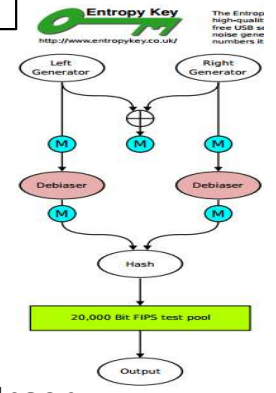 Entropy Key
http://www.entropykey.co.uk/
The Entrop
high-qualit
free USB
noise gene
numbers it
Left
Generator
Right
Generator
M
M
M
Debiaser
Debiaser
M
M
Hash
20,000 Bit FIPS test pool
Output